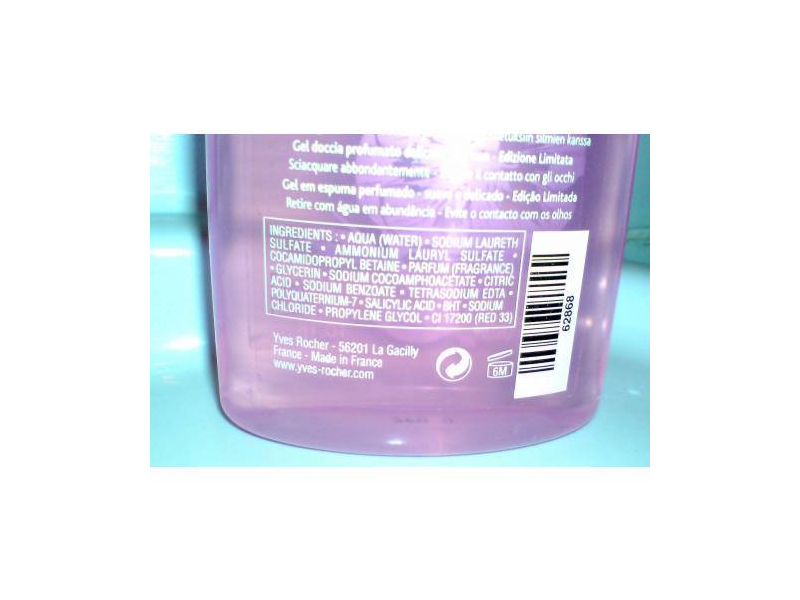 silmien kanssa
Gel doccia profumato - Edizione Limitata
Sciacquare abbondantemente - il contatto con gli occhi
Gel em espuma parfumado - suave e delicado - Edição Limitada
Retire com água em abundância - Evite o contacto com os olhos
INGREDIENTS : • AQUA (WATER) • SODIUM LAURETH
SULFATE • AMMONIUM LAURYL SULFATE •
COCAMIDOPROPYL BETAINE • PARFUM (FRAGRANCE)
• GLYCERIN • SODIUM COCOAMPHOACETATE • CITRIC
ACID • SODIUM BENZOATE • TETRASODIUM EDTA •
POLYQUATERNIUM-7 • SALICYLIC ACID • BHT • SODIUM
CHLORIDE • PROPYLENE GLYCOL • CI 17200 (RED 33)
Yves Rocher - 56201 La Gacilly
France - Made in France
www.yves-rocher.com
6M
62868